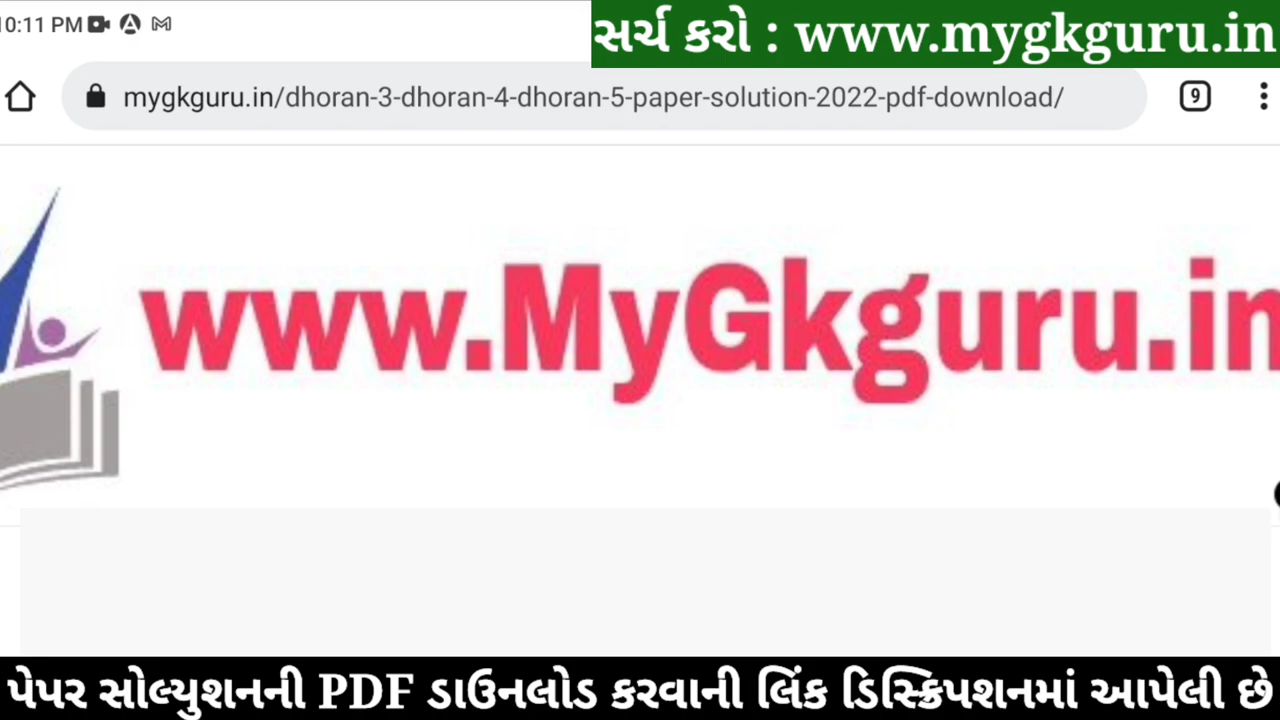 10:11 PM
સર્ચ કરો : www.mygkguru.in
mygkguru.in/dhoran-3-dhoran-4-dhoran-5-paper-solution-2022-pdf-download/
9
www.MyGkguru.in
પેપર સોલ્યુશનની PDF ડાઉનલોડ કરવાની લિંક ડિસ્ક્રિપશનમાં આપેલી છે